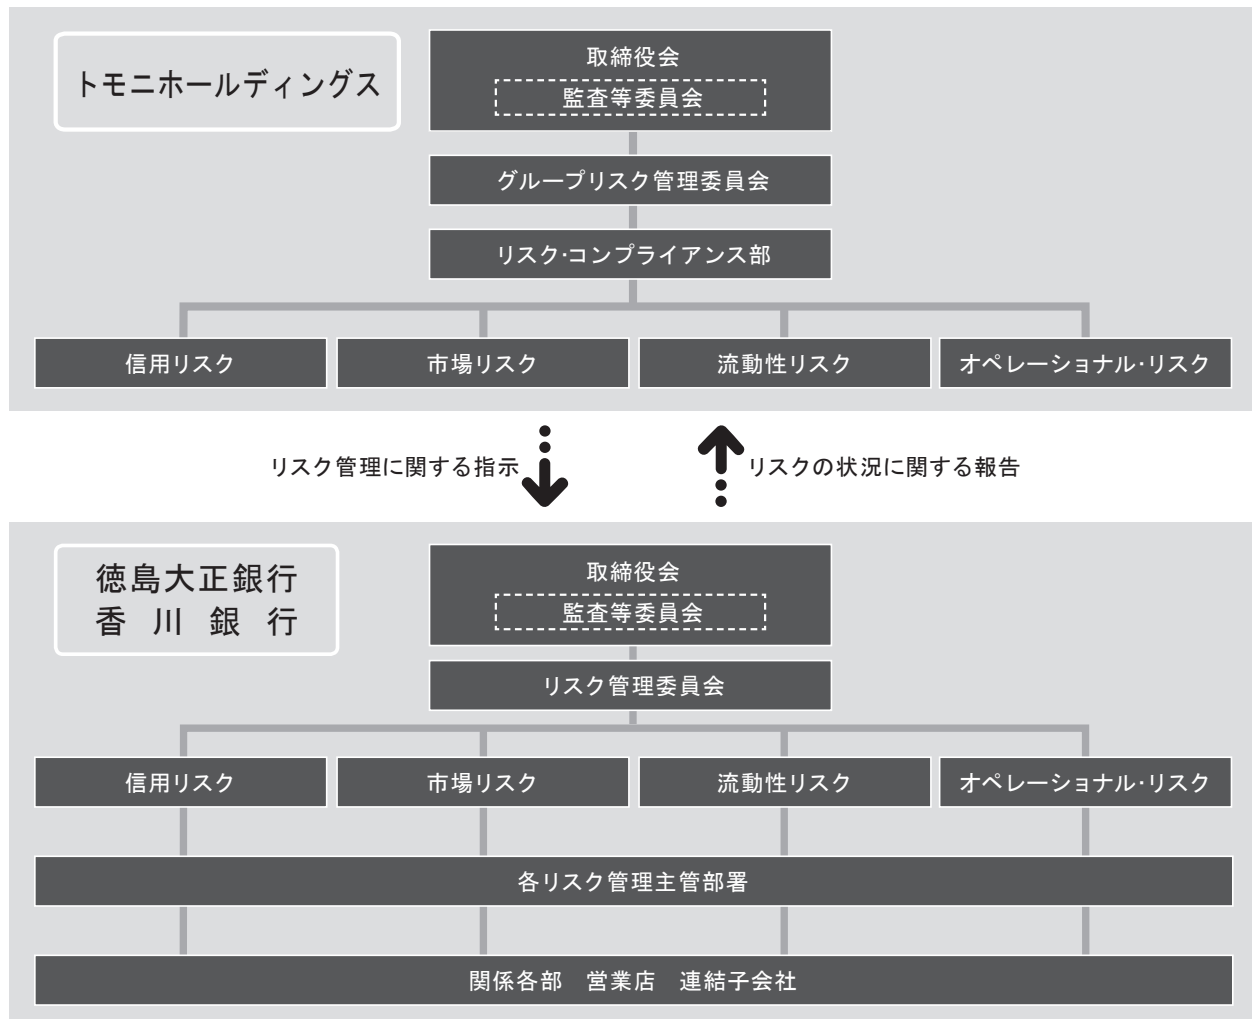 トモニホールディングス
取締役会
監査等委員会
グループリスク管理委員会
リスク・コンプライアンス部
信用リスク
市場リスク
流動性リスク
オペレーショナル・リスク
リスク管理に関する指示
リスクの状況に関する報告
徳島大正銀行
香川銀行
取締役会
監査等委員会
リスク管理委員会
信用リスク
市場リスク
流動性リスク
オペレーショナル・リスク
各リスク管理主管部署
関係各部　営業店　連結子会社